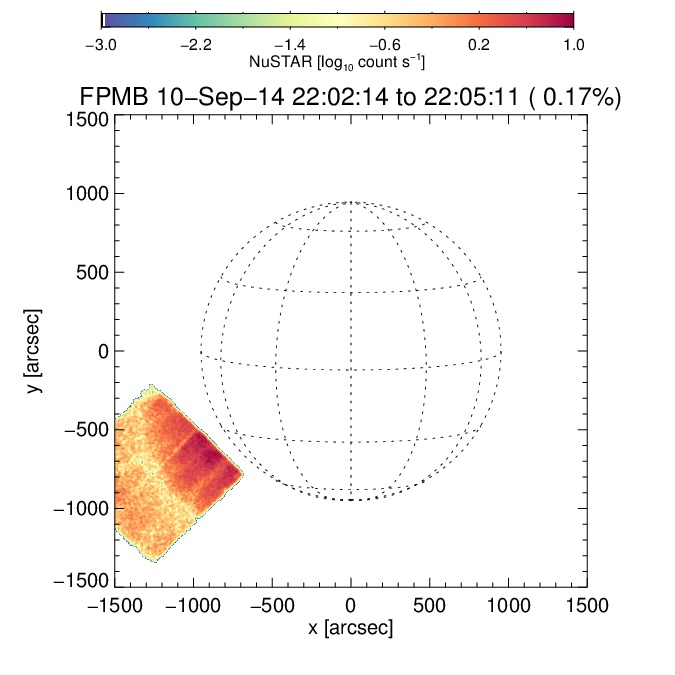 −3.0 −2.2 −1.4 −0.6 0.2 1.0
NuSTAR [log₁₀ count s⁻¹]
FPMB 10−Sep−14 22:02:14 to 22:05:11 ( 0.17%)
1500
1000
500
0
−500
−1000
−1500
y [arcsec]
−1500 −1000 −500 0 500 1000 1500
x [arcsec]